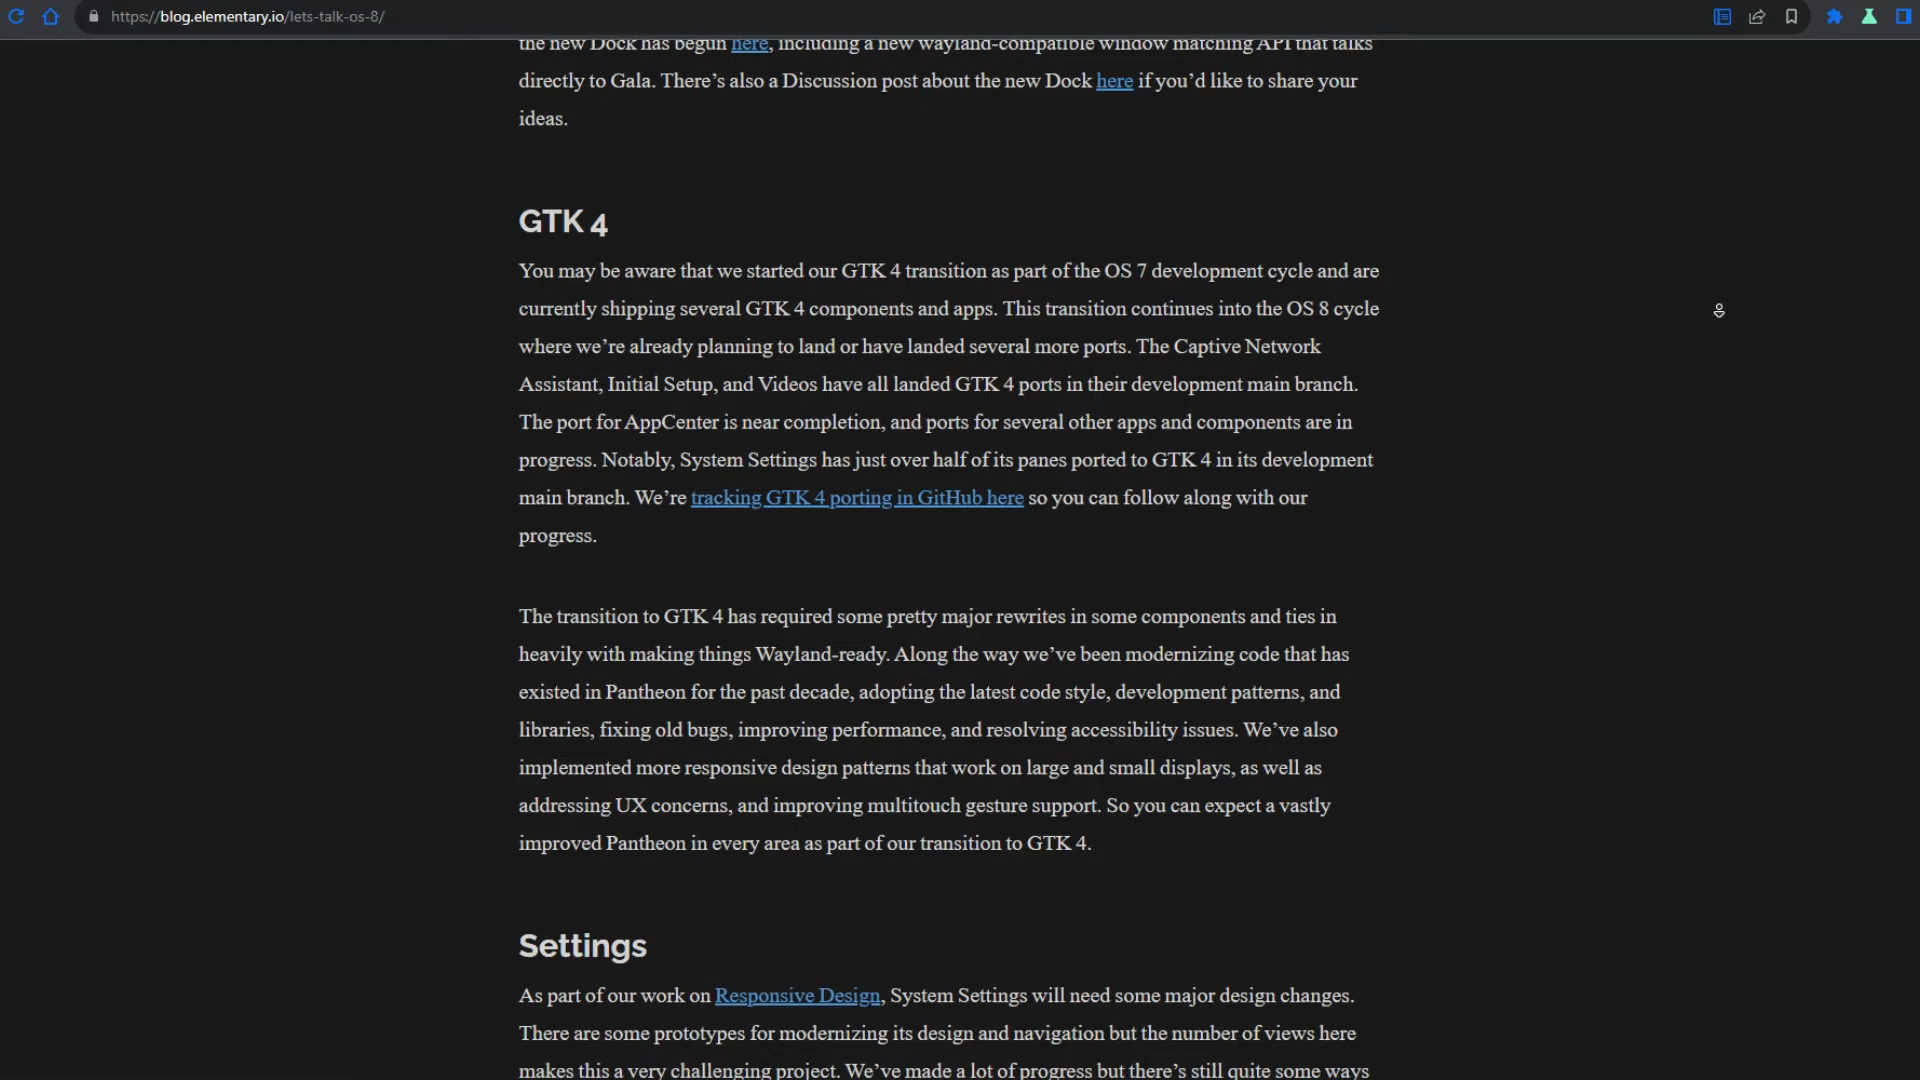 https://blog.elementary.io/lets-talk-os-8/
the new Dock has begun here, including a new wayland-compatible window matching API that talks
directly to Gala. There’s also a Discussion post about the new Dock here if you’d like to share your
ideas.
GTK 4
You may be aware that we started our GTK 4 transition as part of the OS 7 development cycle and are
currently shipping several GTK 4 components and apps. This transition continues into the OS 8 cycle
where we’re already planning to land or have landed several more ports. The Captive Network
Assistant, Initial Setup, and Videos have all landed GTK 4 ports in their development main branch.
The port for AppCenter is near completion, and ports for several other apps and components are in
progress. Notably, System Settings has just over half of its panes ported to GTK 4 in its development
main branch. We’re tracking GTK 4 porting in GitHub here so you can follow along with our
progress.
The transition to GTK 4 has required some pretty major rewrites in some components and ties in
heavily with making things Wayland-ready. Along the way we’ve been modernizing code that has
existed in Pantheon for the past decade, adopting the latest code style, development patterns, and
libraries, fixing old bugs, improving performance, and resolving accessibility issues. We’ve also
implemented more responsive design patterns that work on large and small displays, as well as
addressing UX concerns, and improving multitouch gesture support. So you can expect a vastly
improved Pantheon in every area as part of our transition to GTK 4.
Settings
As part of our work on Responsive Design, System Settings will need some major design changes.
There are some prototypes for modernizing its design and navigation but the number of views here
makes this a very challenging project. We’ve made a lot of progress but there’s still quite some ways